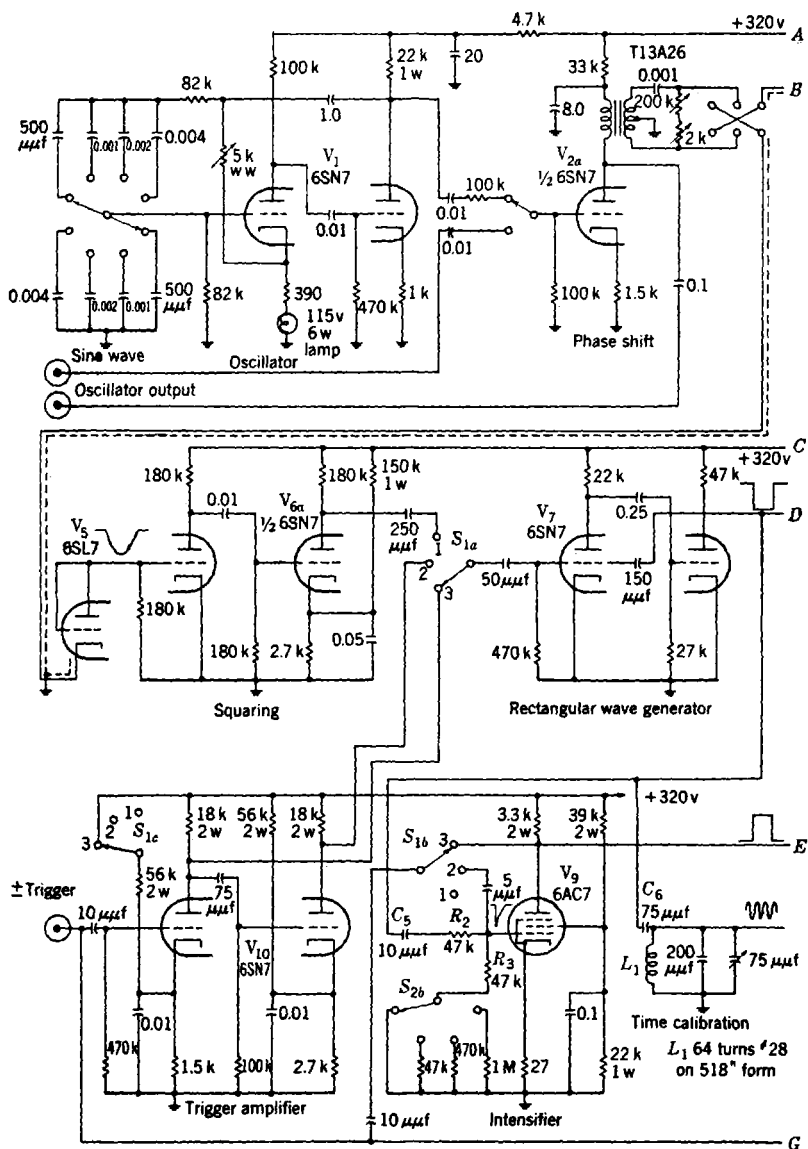 4.7 k
+320 v
A
100 k
22 k
1 w
20
33 k
T13A26
0.001
B
82 k
1.0
8.0
200 k
2 k
500
μμf
0.001
0.002
0.004
5 k
ww
V1
6SN7
V2a
½ 6SN7
100 k
0.01
0.01
0.01
0.004
0.002
0.001
500
μμf
82 k
390
115 v
6 w
lamp
470 k
1 k
100 k
1.5 k
0.1
Sine wave
Oscillator
Phase shift
Oscillator output
C
+320 v
180 k
180 k
150 k
1 w
22 k
47 k
0.01
V6a
½ 6SN7
V7
6SN7
0.25
D
V5
6SL7
250
μμf
1
2
3
S1a
50 μμf
150
μμf
180 k
180 k
2.7 k
0.05
470 k
27 k
Squaring
Rectangular wave generator
+320 v
1
2
3
S1c
18 k
2 w
56 k
2 w
18 k
2 w
S1b
3
2
1
3.3 k
2 w
39 k
2 w
E
56 k
2 w
75
μμf
5
μμf
V9
6AC7
C6
75 μμf
± Trigger
10 μμf
V10
6SN7
C5
10 μμf
R2
47 k
R3
47 k
L1
200
μμf
75 μμf
S2b
0.01
0.01
0.1
Time calibration
L1 64 turns #28
on 518" form
470 k
1.5 k
100 k
2.7 k
47 k
470 k
1 M
27
22 k
1 w
Trigger amplifier
10 μμf
Intensifier
G